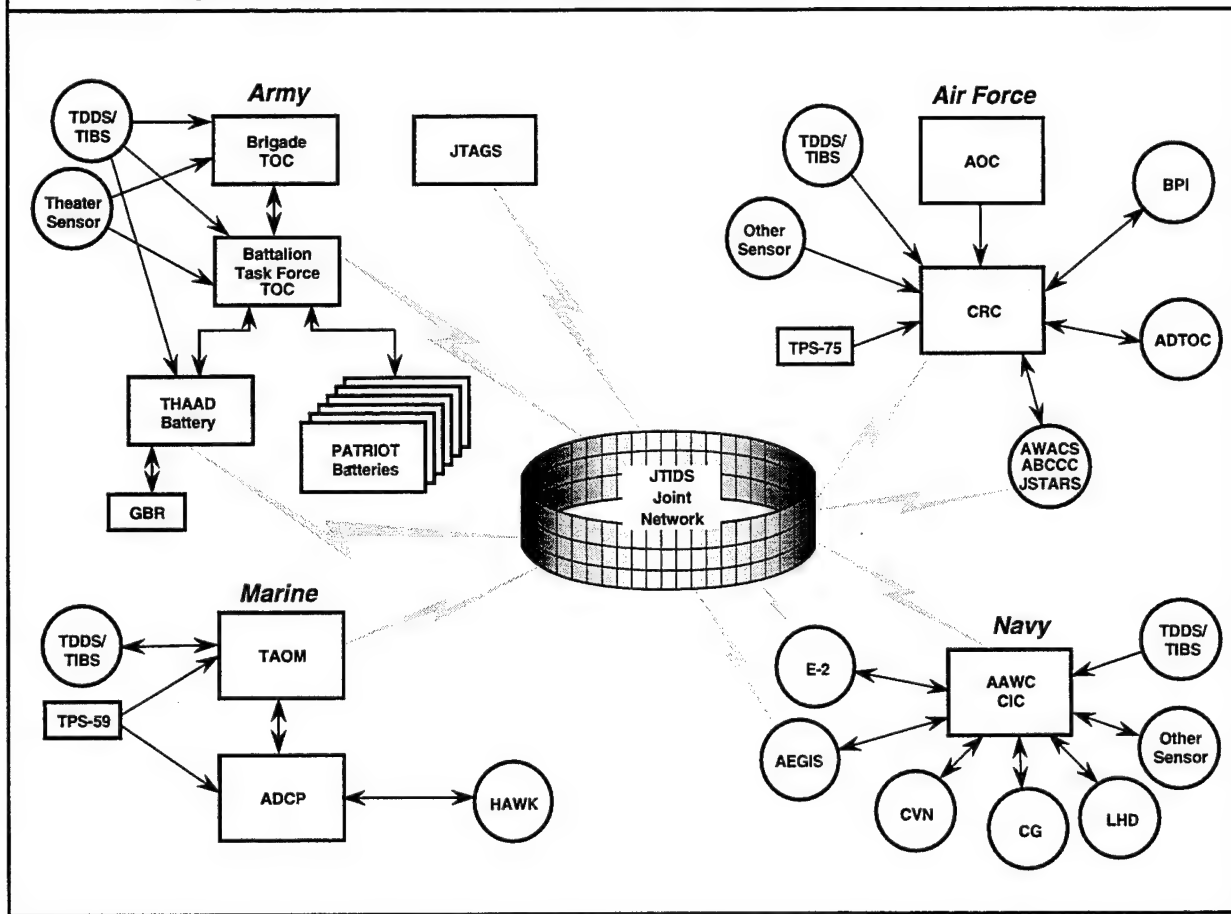 Army
TDDS/
TIBS
Brigade
TOC
Theater
Sensor
Battalion
Task Force
TOC
THAAD
Battery
PATRIOT
Batteries
GBR
JTAGS
Air Force
TDDS/
TIBS
AOC
BPI
Other
Sensor
CRC
TPS-75
ADTOC
AWACS
ABCCC
JSTARS
JTIDS
Joint
Network
Marine
TDDS/
TIBS
TAOM
TPS-59
ADCP
HAWK
Navy
E-2
AAWC
CIC
TDDS/
TIBS
AEGIS
Other
Sensor
CVN
CG
LHD